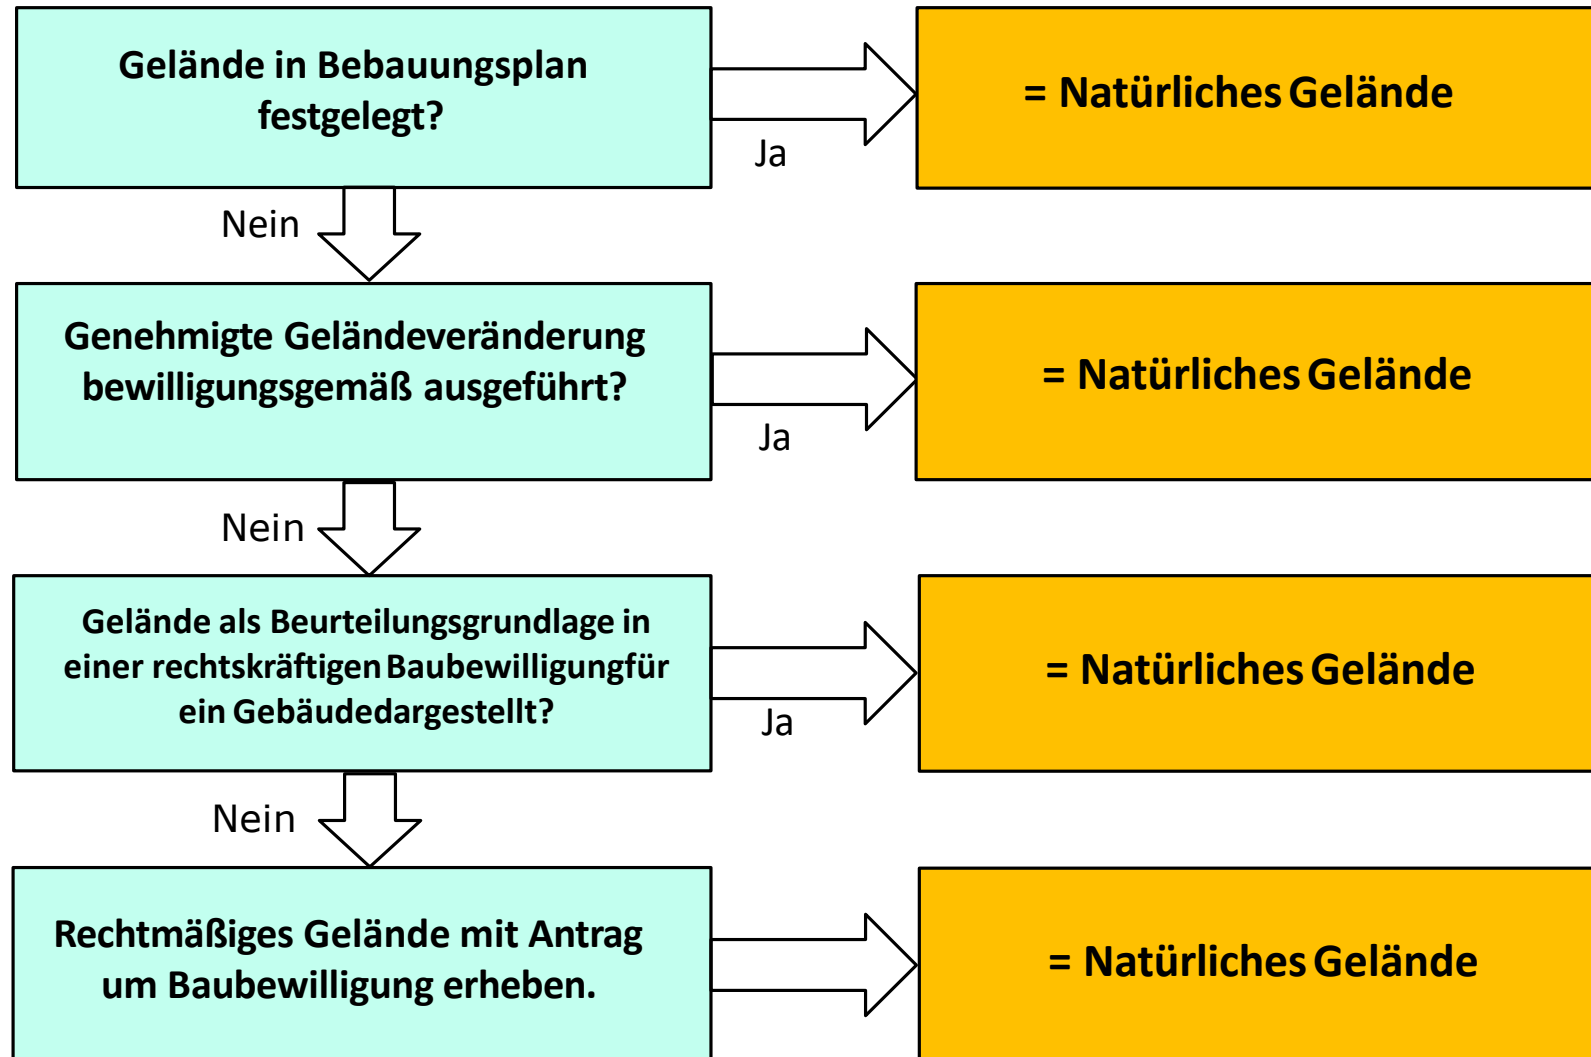 Gelände in Bebauungsplan
festgelegt?
= Natürliches Gelände
Ja
Nein
Genehmigte Geländeveränderung
bewilligungsgemäß ausgeführt?
= Natürliches Gelände
Ja
Nein
Gelände als Beurteilungsgrundlage in
einer rechtskräftigen Baubewilligungfür
ein Gebäudedargestellt?
= Natürliches Gelände
Ja
Nein
Rechtmäßiges Gelände mit Antrag
um Baubewilligung erheben.
= Natürliches Gelände